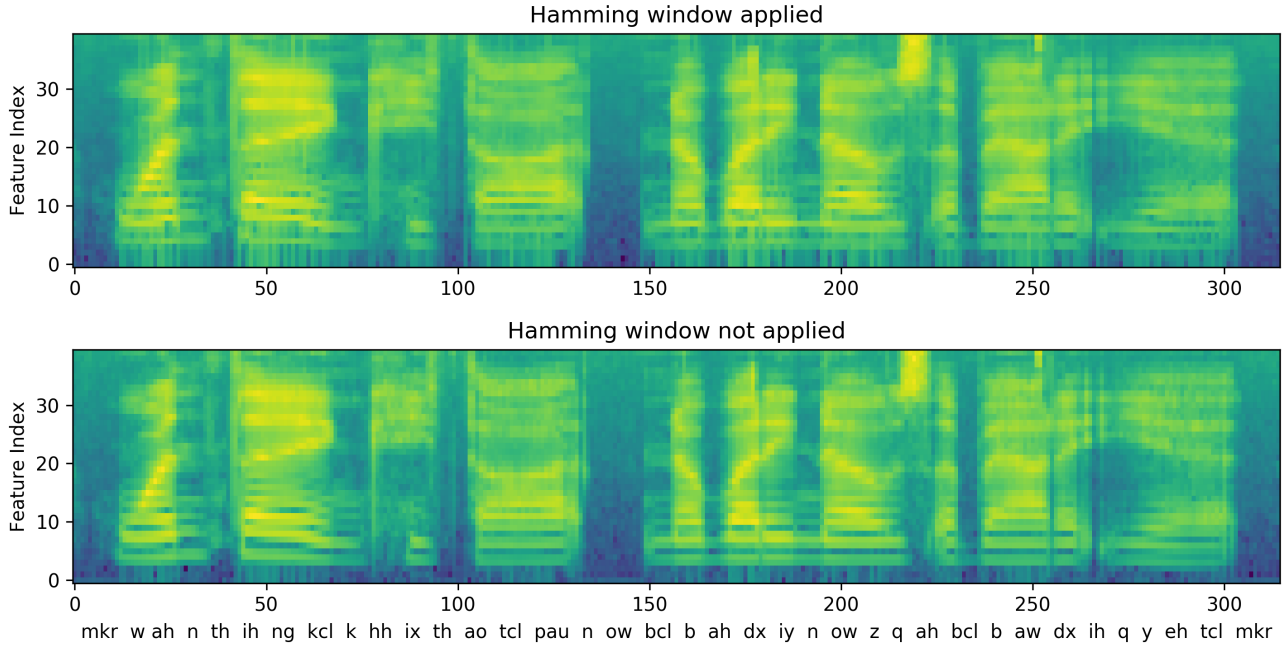 Hamming window applied
Feature Index
30
20
10
0
0 50 100 150 200 250 300
Hamming window not applied
Feature Index
30
20
10
0
0 50 100 150 200 250 300
mkr w ah n th ih ng kcl k hh ix th ao tcl pau n ow bcl b ah dx iy n ow z q ah bcl b aw dx ih q y eh tcl mkr